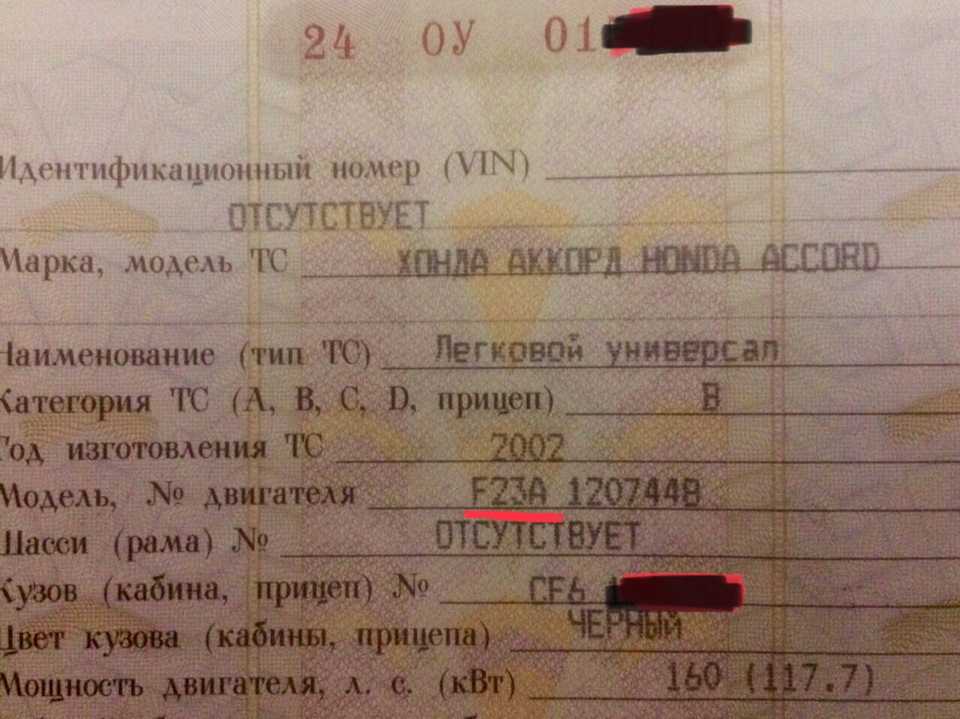 24 ОУ 01
Идентификационный номер (VIN)
ОТСУТСТВУЕТ
Марка, модель ТС ХОНДА АККОРД HONDA ACCORD
Наименование (тип ТС) Легковой универсал
Категория ТС (A, B, C, D, прицеп) B
Год изготовления ТС 2002
Модель, № двигателя F23A 1207448
Шасси (рама) № ОТСУТСТВУЕТ
Кузов (кабина, прицеп) № CF6
Цвет кузова (кабины, прицепа) ЧЕРНЫЙ
Мощность двигателя, л. с. (кВт) 160 (117.7)